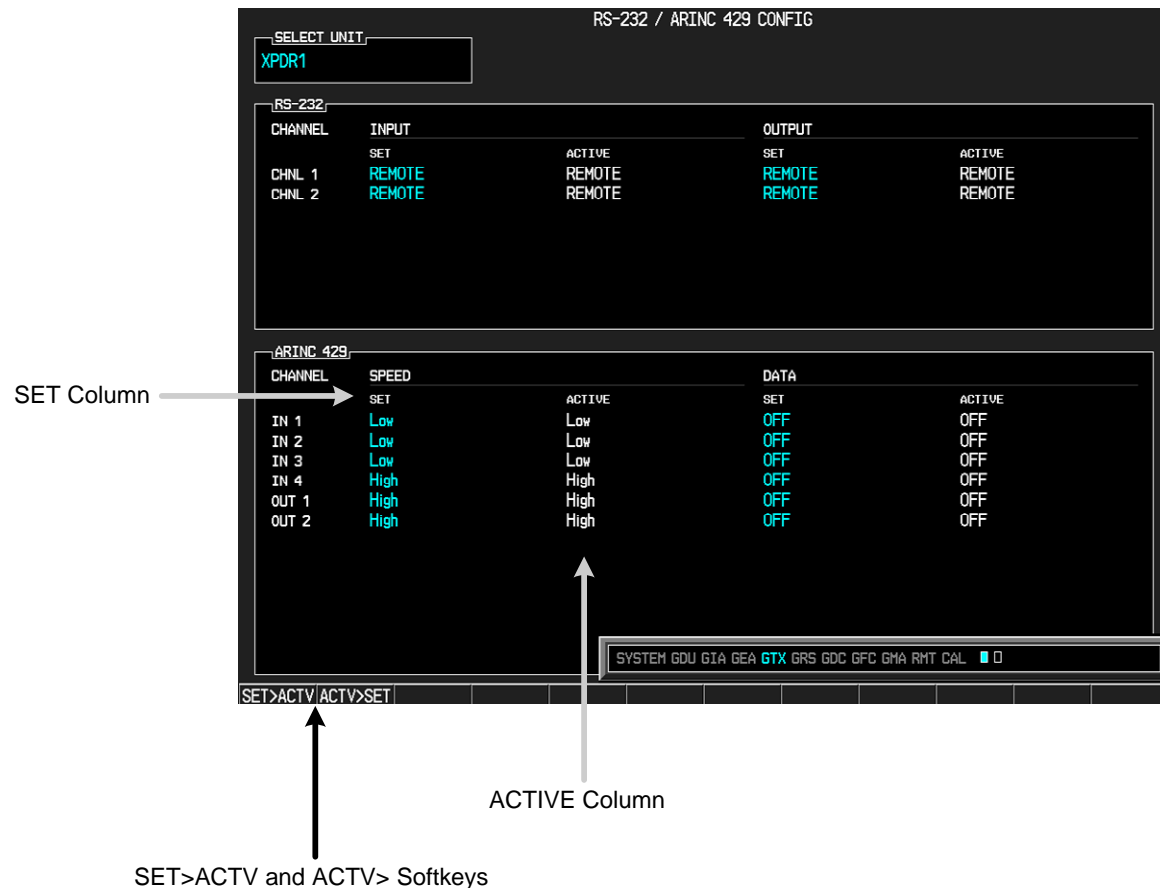 RS-232 / ARINC 429 CONFIG
SELECT UNIT
XPDR1
RS-232
CHANNEL INPUT OUTPUT
SET ACTIVE SET ACTIVE
CHNL 1 REMOTE REMOTE REMOTE REMOTE
CHNL 2 REMOTE REMOTE REMOTE REMOTE
ARINC 429
CHANNEL SPEED DATA
SET Column
SET ACTIVE SET ACTIVE
IN 1 Low Low OFF OFF
IN 2 Low Low OFF OFF
IN 3 Low Low OFF OFF
IN 4 High High OFF OFF
OUT 1 High High OFF OFF
OUT 2 High High OFF OFF
SYSTEM GDU GIA GEA GTX GRS GDC GFC GMA RMT CAL
SET>ACTV ACTV>SET
ACTIVE Column
SET>ACTV and ACTV> Softkeys